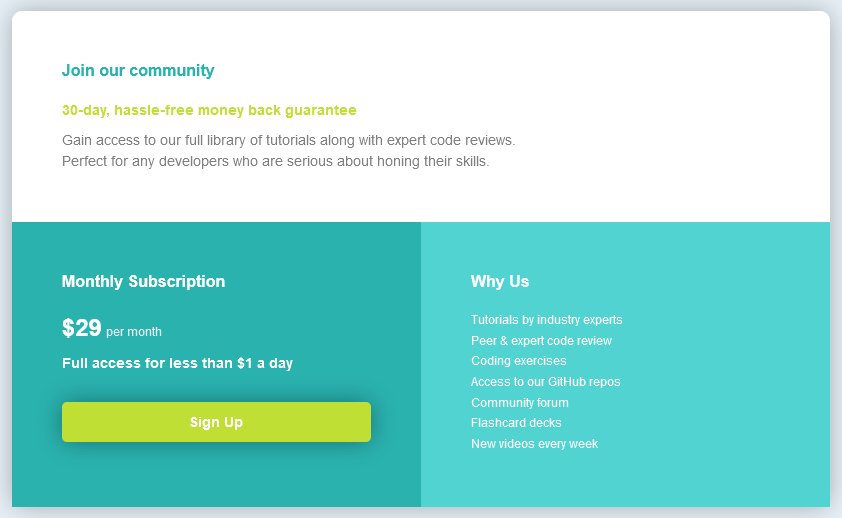 Join our community
30-day, hassle-free money back guarantee
Gain access to our full library of tutorials along with expert code reviews.
Perfect for any developers who are serious about honing their skills.
Monthly Subscription
$29 per month
Full access for less than $1 a day
Sign Up
Why Us
Tutorials by industry experts
Peer & expert code review
Coding exercises
Access to our GitHub repos
Community forum
Flashcard decks
New videos every week